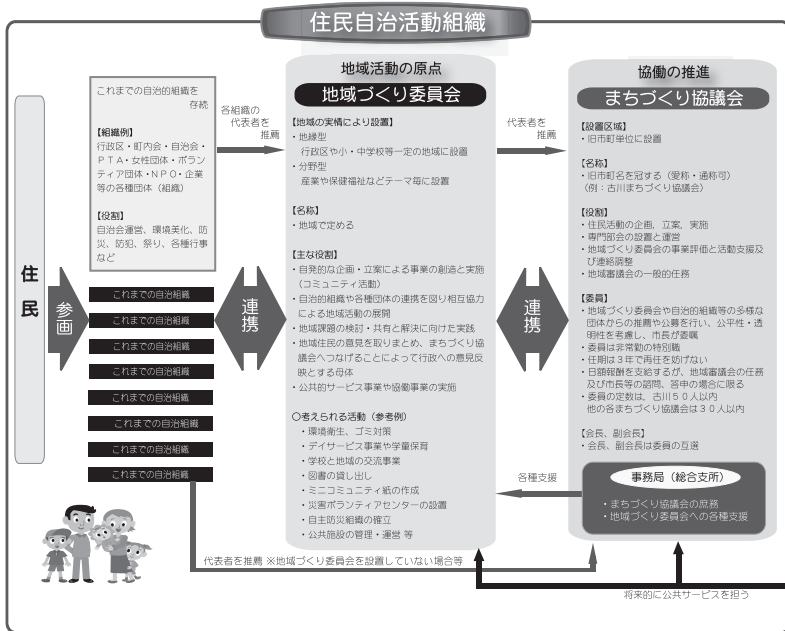 住民自治活動組織
住民
参画
これまでの自治的組織を
存続
【組織例】
行政区・町内会・自治会・
PTA・女性団体・ボラン
ティア団体・NPO・企業
等の各種団体(組織)
【役割】
自治会運営、環境美化、防
災、防犯、祭り、各種行事
など
これまでの自治組織
これまでの自治組織
これまでの自治組織
これまでの自治組織
これまでの自治組織
これまでの自治組織
これまでの自治組織
これまでの自治組織
各組織の
代表者を
推薦
連携
地域活動の原点
地域づくり委員会
【地域の実情により設置】
・地縁型
行政区や小・中学校等一定の地域に設置
・分野型
産業や保健福祉などテーマ毎に設置
【名称】
・地域で定める
【主な役割】
・自発的な企画・立案による事業の創造と実施
(コミュニティ活動)
・自治的組織や各種団体の連携を図り相互協力
による地域活動の展開
・地域課題の検討・共有と解決に向けた実践
・地域住民の意見を取りまとめ、まちづくり協
議会へつなげることによって行政への意見反
映とする母体
・公共的サービス事業や協働事業の実施
○考えられる活動(参考例)
・環境衛生、ゴミ対策
・デイサービス事業や学童保育
・学校と地域の交流事業
・図書の貸し出し
・ミニコミュニティ紙の作成
・災害ボランティアセンターの設置
・自主防災組織の確立
・公共施設の管理・運営 等
代表者を
推薦
連携
各種支援
協働の推進
まちづくり協議会
【設置区域】
・旧市町単位に設置
【名称】
・旧市町名を冠する(愛称・通称可)
(例:古川まちづくり協議会)
【役割】
・住民活動の企画、立案、実施
・専門部会の設置と運営
・地域づくり委員会の事業評価と活動支援及
び連絡調整
・地域審議会の一般的任務
【委員】
・地域づくり委員会や自治的組織等の多様な
団体からの推薦や公募を行い、公平性・透
明性を考慮し、市長が委嘱
・委員は非常勤の特別職
・任期は3年で再任を妨げない
・日額報酬を支給するが、地域審議会の任務
及び市長等の諮問、答申の場合に限る
・委員の定数は、古川50人以内
他の各まちづくり協議会は30人以内
【会長、副会長】
・会長、副会長は委員の互選
事務局(総合支所)
・まちづくり協議会の庶務
・地域づくり委員会への各種支援
代表者を推薦 ※地域づくり委員会を設置していない場合等
将来的に公共サービスを担う